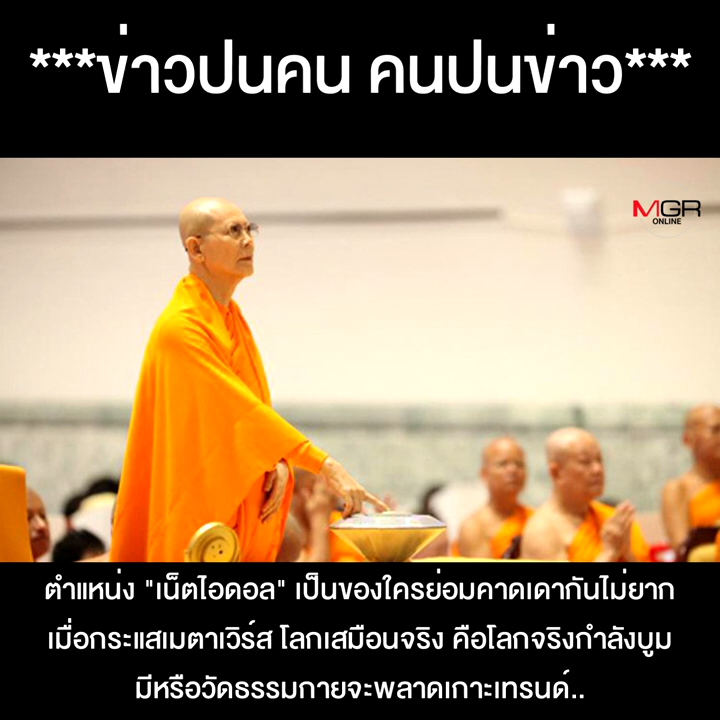 ***ข่าวปนคน คนปนข่าว***
MGR
ONLINE
ตำแหน่ง "เน็ตไอดอล" เป็นของใครย่อมคาดเดากันไม่ยาก
เมื่อกระแสเมตาเวิร์ส โลกเสมือนจริง คือโลกจริงกำลังบูม
มีหรือวัดธรรมกายจะพลาดเกาะเทรนด์..